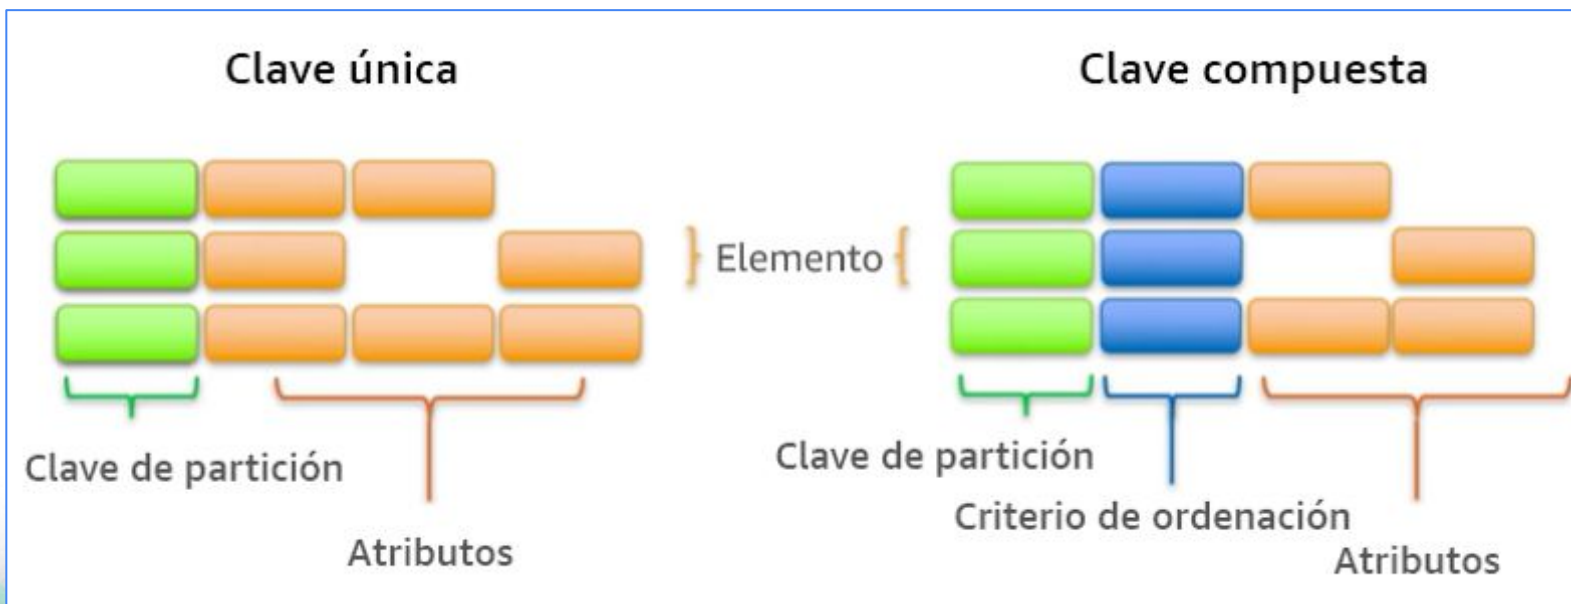 Clave única
Clave compuesta
Elemento
Clave de partición
Atributos
Clave de partición
Criterio de ordenación
Atributos